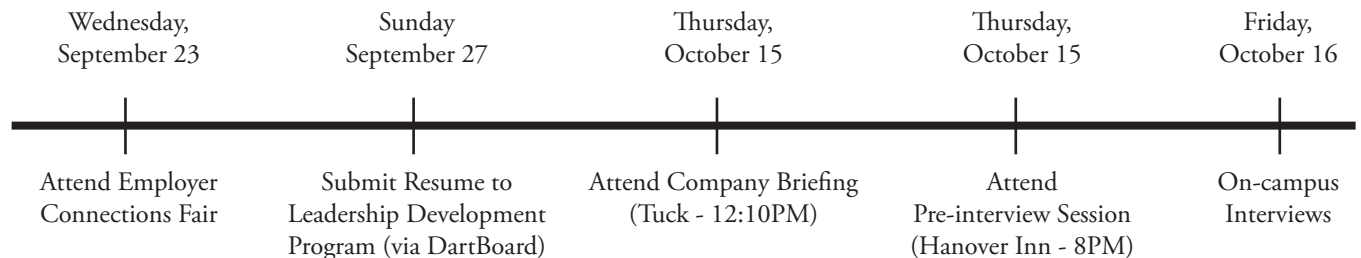 Wednesday,
September 23
Sunday
September 27
Thursday,
October 15
Thursday,
October 15
Friday,
October 16
Attend Employer
Connections Fair
Submit Resume to
Leadership Development
Program (via DartBoard)
Attend Company Briefing
(Tuck - 12:10PM)
Attend
Pre-interview Session
(Hanover Inn - 8PM)
On-campus
Interviews